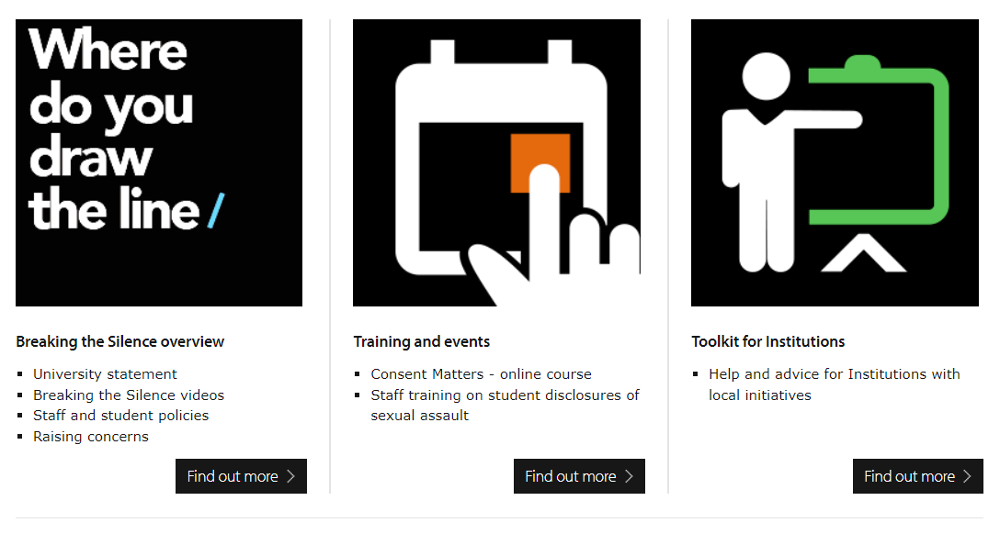 Where
do you
draw
the line /
Breaking the Silence overview
University statement
Breaking the Silence videos
Staff and student policies
Raising concerns
Find out more
Training and events
Consent Matters - online course
Staff training on student disclosures of
sexual assault
Find out more
Toolkit for Institutions
Help and advice for Institutions with
local initiatives
Find out more